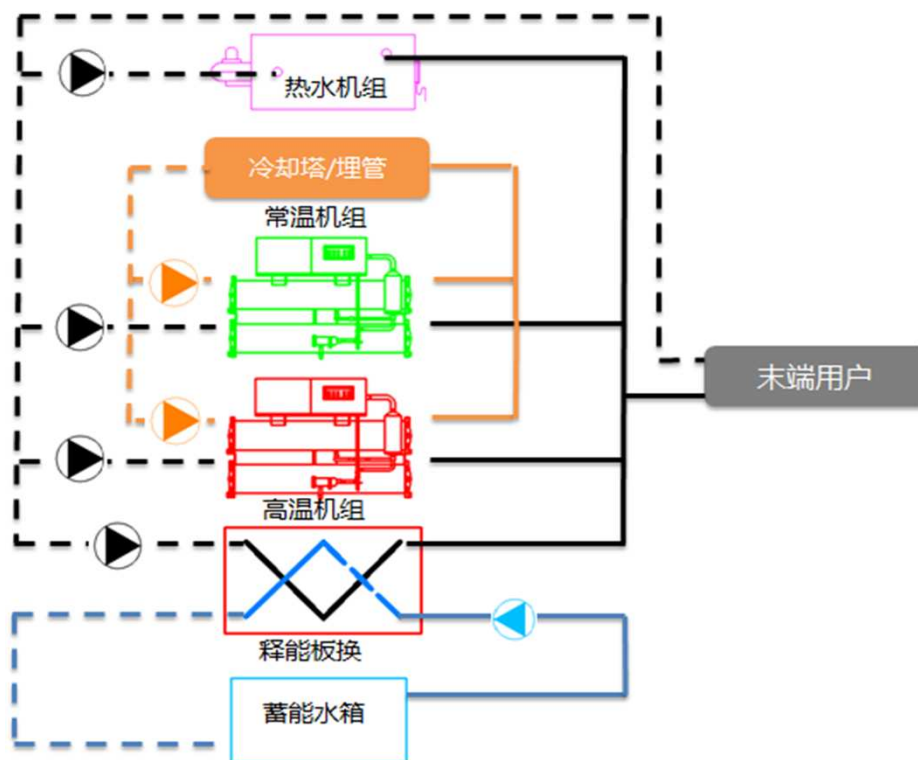 热水机组
冷却塔/埋管
常温机组
末端用户
高温机组
释能板换
蓄能水箱